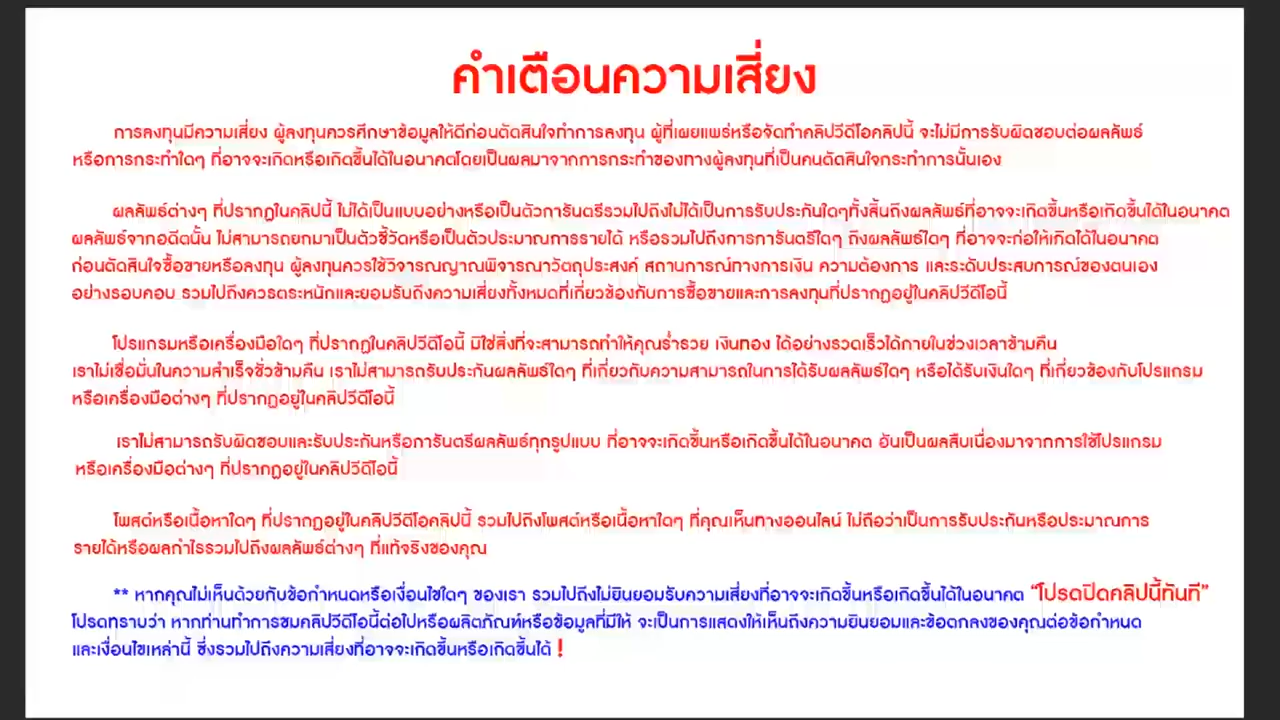 คำเตือนความเสี่ยง
การลงทุนมีความเสี่ยง ผู้ลงทุนควรศึกษาข้อมูลให้ดีก่อนตัดสินใจทำการลงทุน ผู้ที่เผยแพร่หรือจัดทำคลิปวีดีโอคลิปนี้ จะไม่มีการรับผิดชอบต่อผลลัพธ์
หรือการกระทำใดๆ ที่อาจจะเกิดหรือเกิดขึ้นได้ในอนาคตโดยเป็นผลมาจากการกระทำของทางผู้ลงทุนที่เป็นคนตัดสินใจกระทำการนั้นเอง
ผลลัพธ์ต่างๆ ที่ปรากฏในคลิปนี้ ไม่ได้เป็นแบบอย่างหรือเป็นตัวการันตรีรวมไปถึงไม่ได้เป็นการรับประกันใดๆทั้งสิ้นถึงผลลัพธ์ที่อาจจะเกิดขึ้นหรือเกิดขึ้นได้ในอนาคต
ผลลัพธ์จากอดีตนั้น ไม่สามารถยกมาเป็นตัวชี้วัดหรือเป็นตัวประมาณการรายได้ หรือรวมไปถึงการการันตรีใดๆ ถึงผลลัพธ์ใดๆ ที่อาจจะก่อให้เกิดได้ในอนาคต
ก่อนตัดสินใจซื้อขายหรือลงทุน ผู้ลงทุนควรใช้วิจารณญาณพิจารณาวัตถุประสงค์ สถานการณ์ทางการเงิน ความต้องการ และระดับประสบการณ์ของตนเอง
อย่างรอบคอบ รวมไปถึงควรตระหนักและยอมรับถึงความเสี่ยงทั้งหมดที่เกี่ยวข้องกับการซื้อขายและการลงทุนที่ปรากฏอยู่ในคลิปวีดีโอนี้
โปรแกรมหรือเครื่องมือใดๆ ที่ปรากฏในคลิปวีดีโอนี้ มิใช่สิ่งที่จะสามารถทำให้คุณร่ำรวย เงินทอง ได้อย่างรวดเร็วได้ภายในช่วงเวลาข้ามคืน
เราไม่เชื่อมั่นในความสำเร็จชั่วข้ามคืน เราไม่สามารถรับประกันผลลัพธ์ใดๆ ที่เกี่ยวกับความสามารถในการได้รับผลลัพธ์ใดๆ หรือได้รับเงินใดๆ ที่เกี่ยวข้องกับโปรแกรม
หรือเครื่องมือต่างๆ ที่ปรากฏอยู่ในคลิปวีดีโอนี้
เราไม่สามารถรับผิดชอบและรับประกันหรือการันตรีผลลัพธ์ทุกรูปแบบ ที่อาจจะเกิดขึ้นหรือเกิดขึ้นได้ในอนาคต อันเป็นผลสืบเนื่องมาจากการใช้โปรแกรม
หรือเครื่องมือต่างๆ ที่ปรากฏอยู่ในคลิปวีดีโอนี้
โพสต์หรือเนื้อหาใดๆ ที่ปรากฏอยู่ในคลิปวีดีโอคลิปนี้ รวมไปถึงโพสต์หรือเนื้อหาใดๆ ที่คุณเห็นทางออนไลน์ ไม่ถือว่าเป็นการรับประกันหรือประมาณการ
รายได้หรือผลกำไรรวมไปถึงผลลัพธ์ต่างๆ ที่แท้จริงของคุณ
** หากคุณไม่เห็นด้วยกับข้อกำหนดหรือเงื่อนไขใดๆ ของเรา รวมไปถึงไม่ยินยอมรับความเสี่ยงที่อาจจะเกิดขึ้นหรือเกิดขึ้นได้ในอนาคต “โปรดปิดคลิปนี้ทันที”
โปรดทราบว่า หากท่านทำการชมคลิปวีดีโอนี้ต่อไปหรือผลิตภัณฑ์หรือข้อมูลที่มีให้ จะเป็นการแสดงให้เห็นถึงความยินยอมและข้อตกลงของคุณต่อข้อกำหนด
และเงื่อนไขเหล่านี้ ซึ่งรวมไปถึงความเสี่ยงที่อาจจะเกิดขึ้นหรือเกิดขึ้นได้ !